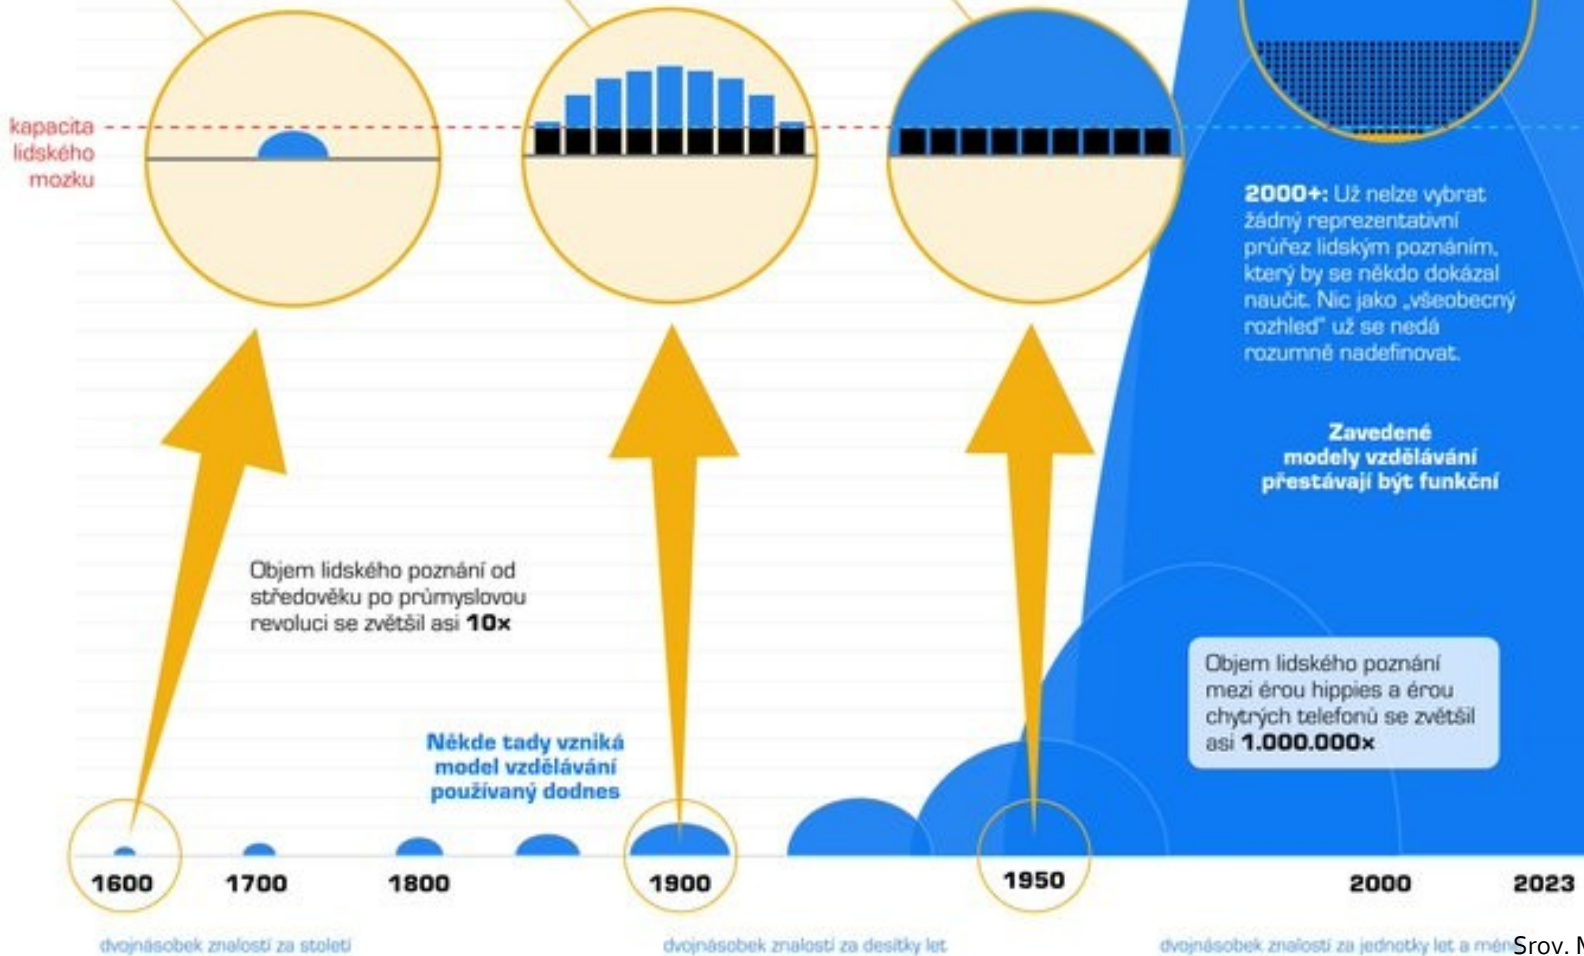 kapacita
lidského
mozku
2000+: Už nelze vybrat
žádný reprezentativní
průřez lidským poznáním,
který by se někdo dokázal
naučit. Nic jako „všeobecný
rozhled" už se nedá
rozumně nadefinovat.
Zavedené
modely vzdělávání
přestávají být funkční
Objem lidského poznání od
středověku po průmyslovou
revoluci se zvětšil asi 10x
Objem lidského poznání
mezi érou hippies a érou
chytrých telefonů se zvětšil
asi 1.000.000x
Někde tady vzniká
model vzdělávání
používaný dodnes
1600 1700 1800 1900 1950 2000 2023
dvojnásobek znalostí za století
dvojnásobek znalostí za desítky let
dvojnásobek znalostí za jednotky let a méně
Srov.